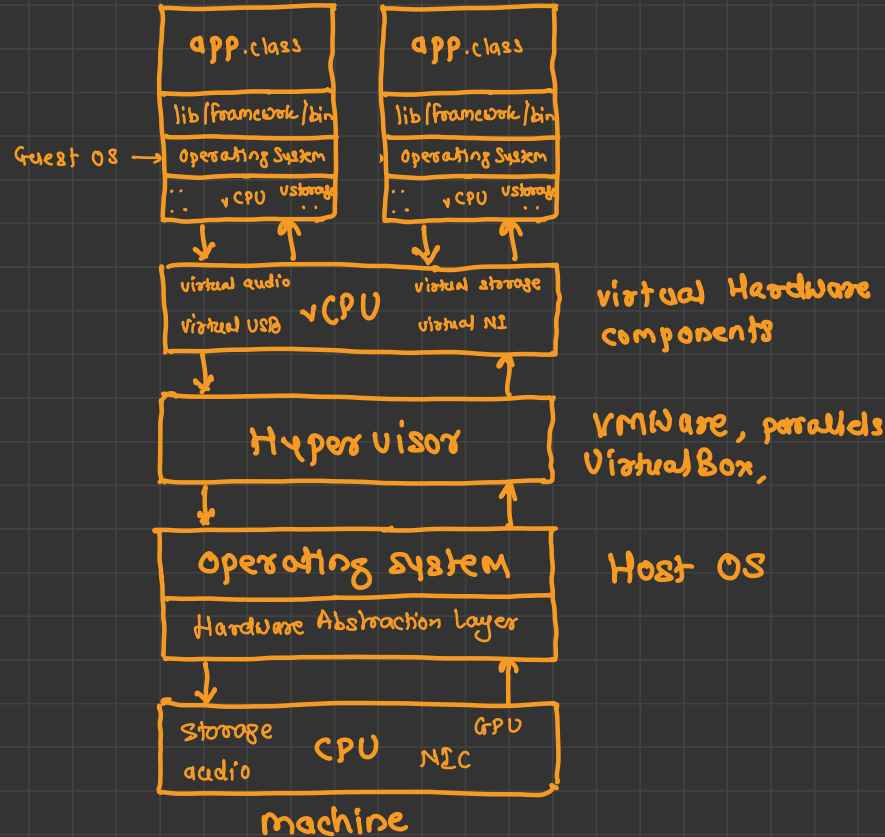 app.class
app.class
lib/framework/bin
lib/framework/bin
Guest OS
Operating System
Operating System
vCPU
vstorage
vCPU
vstorage
virtual audio
virtual storage
vCPU
virtual USB
virtual NI
virtual Hardware
components
Hypervisor
VMWare, parallels
VirtualBox,
Operating System
Host OS
Hardware Abstraction Layer
Storage
GPU
CPU
NIC
audio
machine